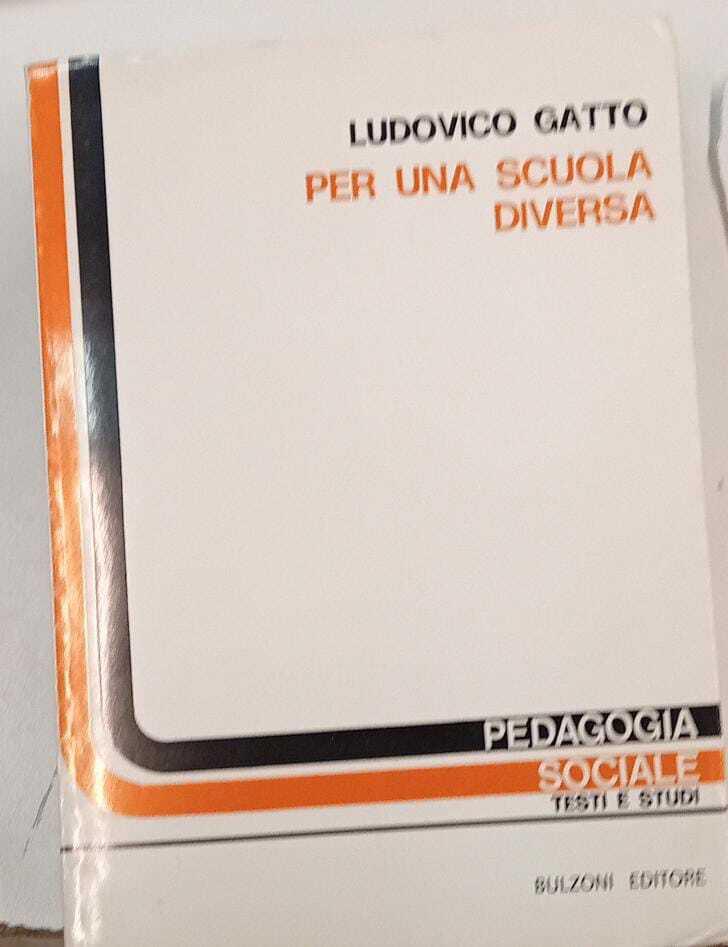 LUDOVICO GATTO
PER UNA SCUOLA
DIVERSA
PEDAGOGIA
SOCIALE
TESTI E STUDI
BULZONI EDITORE